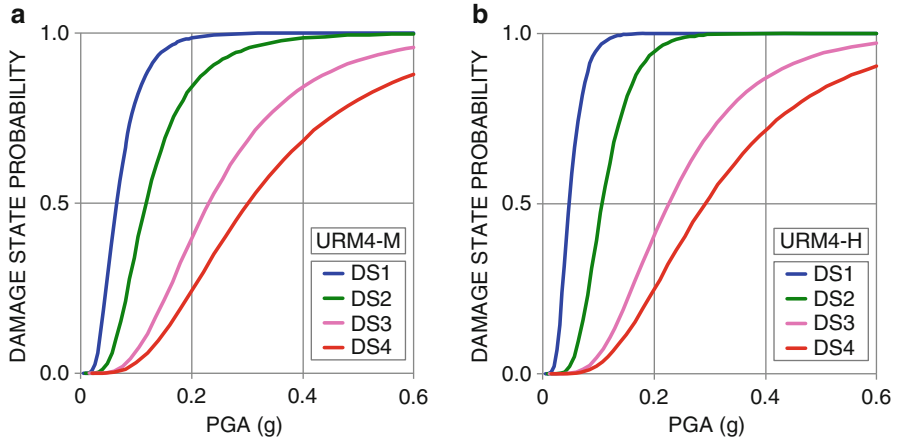 a
DAMAGE STATE PROBABILITY
1.0
0.5
0.0
0
0.2
0.4
0.6
PGA (g)
URM4-M
DS1
DS2
DS3
DS4
b
DAMAGE STATE PROBABILITY
1.0
0.5
0.0
0
0.2
0.4
0.6
PGA (g)
URM4-H
DS1
DS2
DS3
DS4